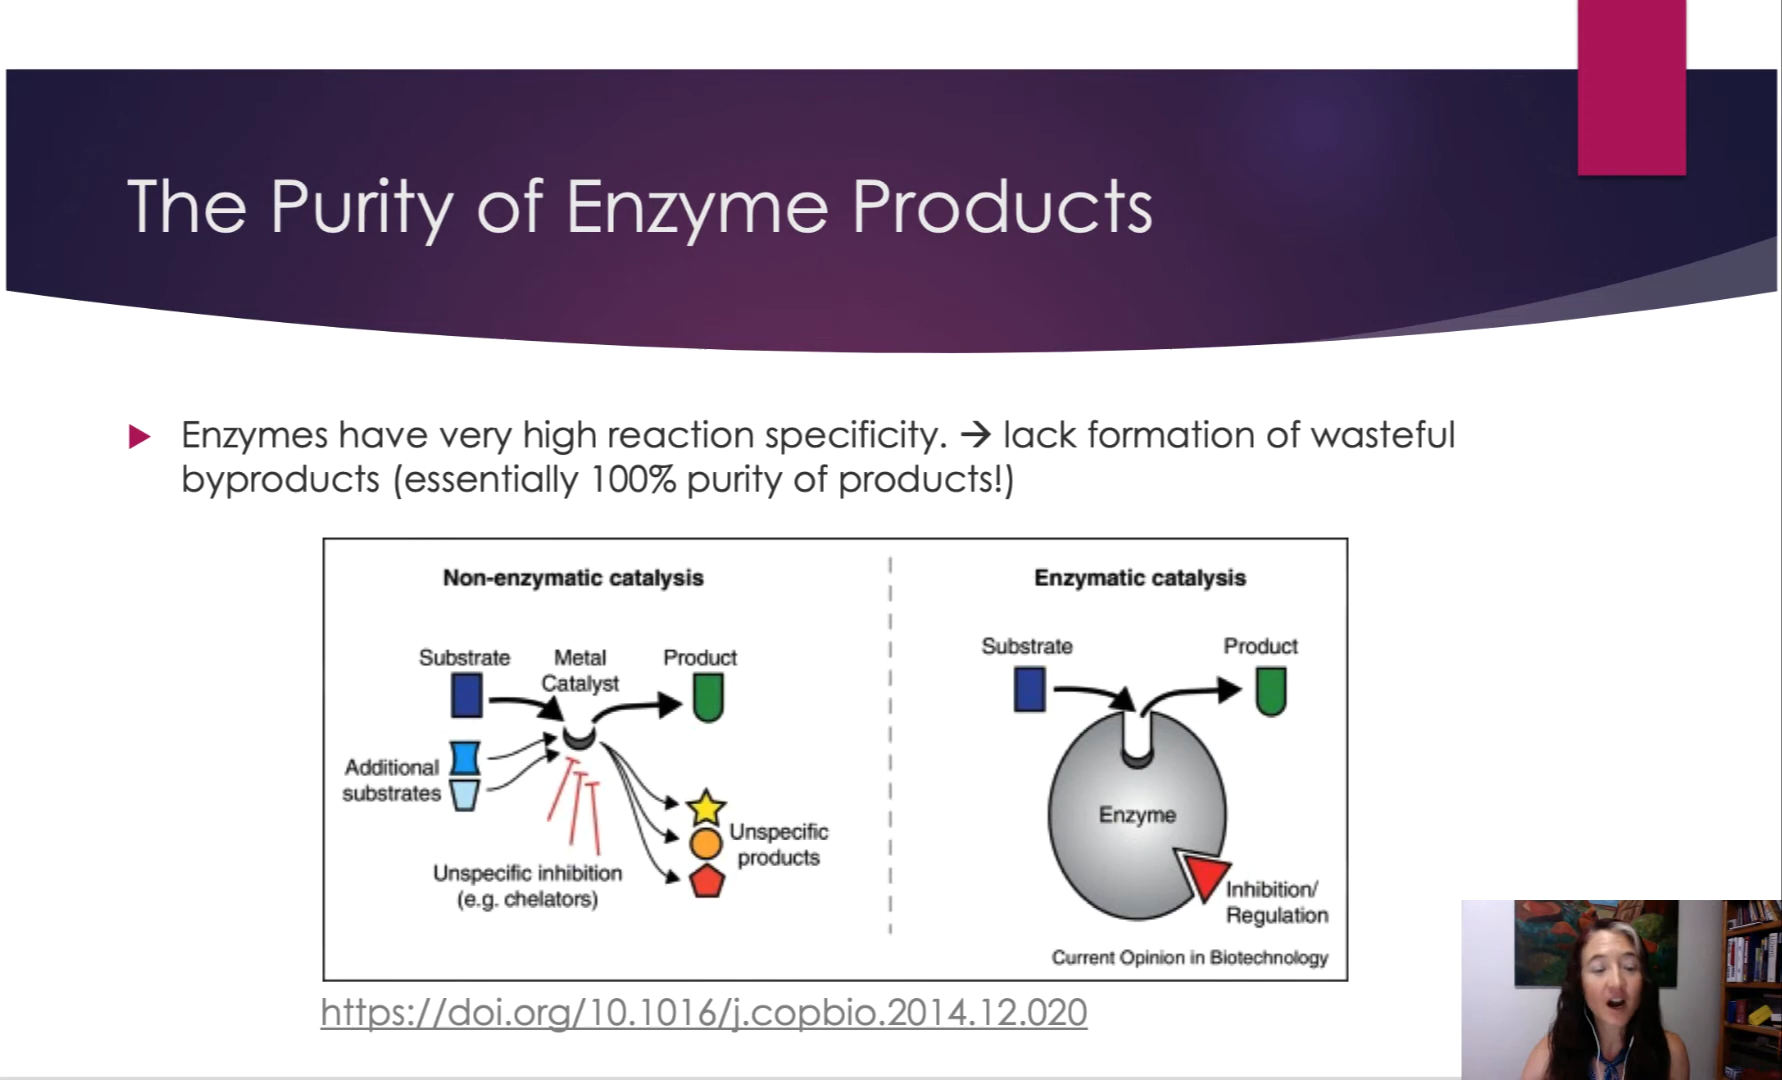 The Purity of Enzyme Products
Enzymes have very high reaction specificity. → lack formation of wasteful
byproducts (essentially 100% purity of products!)
Non-enzymatic catalysis
Substrate
Metal
Catalyst
Product
Additional
substrates
Unspecific
products
Unspecific inhibition
(e.g. chelators)
Enzymatic catalysis
Substrate
Product
Enzyme
Inhibition/
Regulation
Current Opinion in Biotechnology
https://doi.org/10.1016/j.copbio.2014.12.020